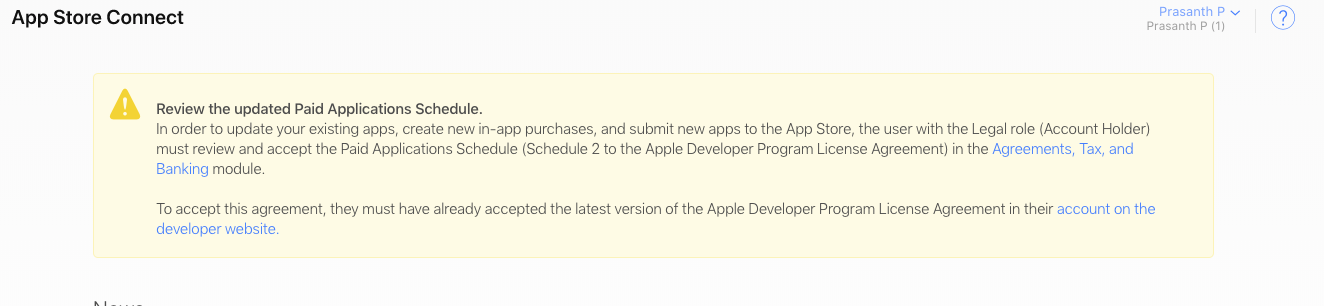 App Store Connect
Prasanth P
Prasanth P (1)
?
Review the updated Paid Applications Schedule.
In order to update your existing apps, create new in-app purchases, and submit new apps to the App Store, the user with the Legal role (Account Holder)
must review and accept the Paid Applications Schedule (Schedule 2 to the Apple Developer Program License Agreement) in the Agreements, Tax, and
Banking module.
To accept this agreement, they must have already accepted the latest version of the Apple Developer Program License Agreement in their account on the
developer website.